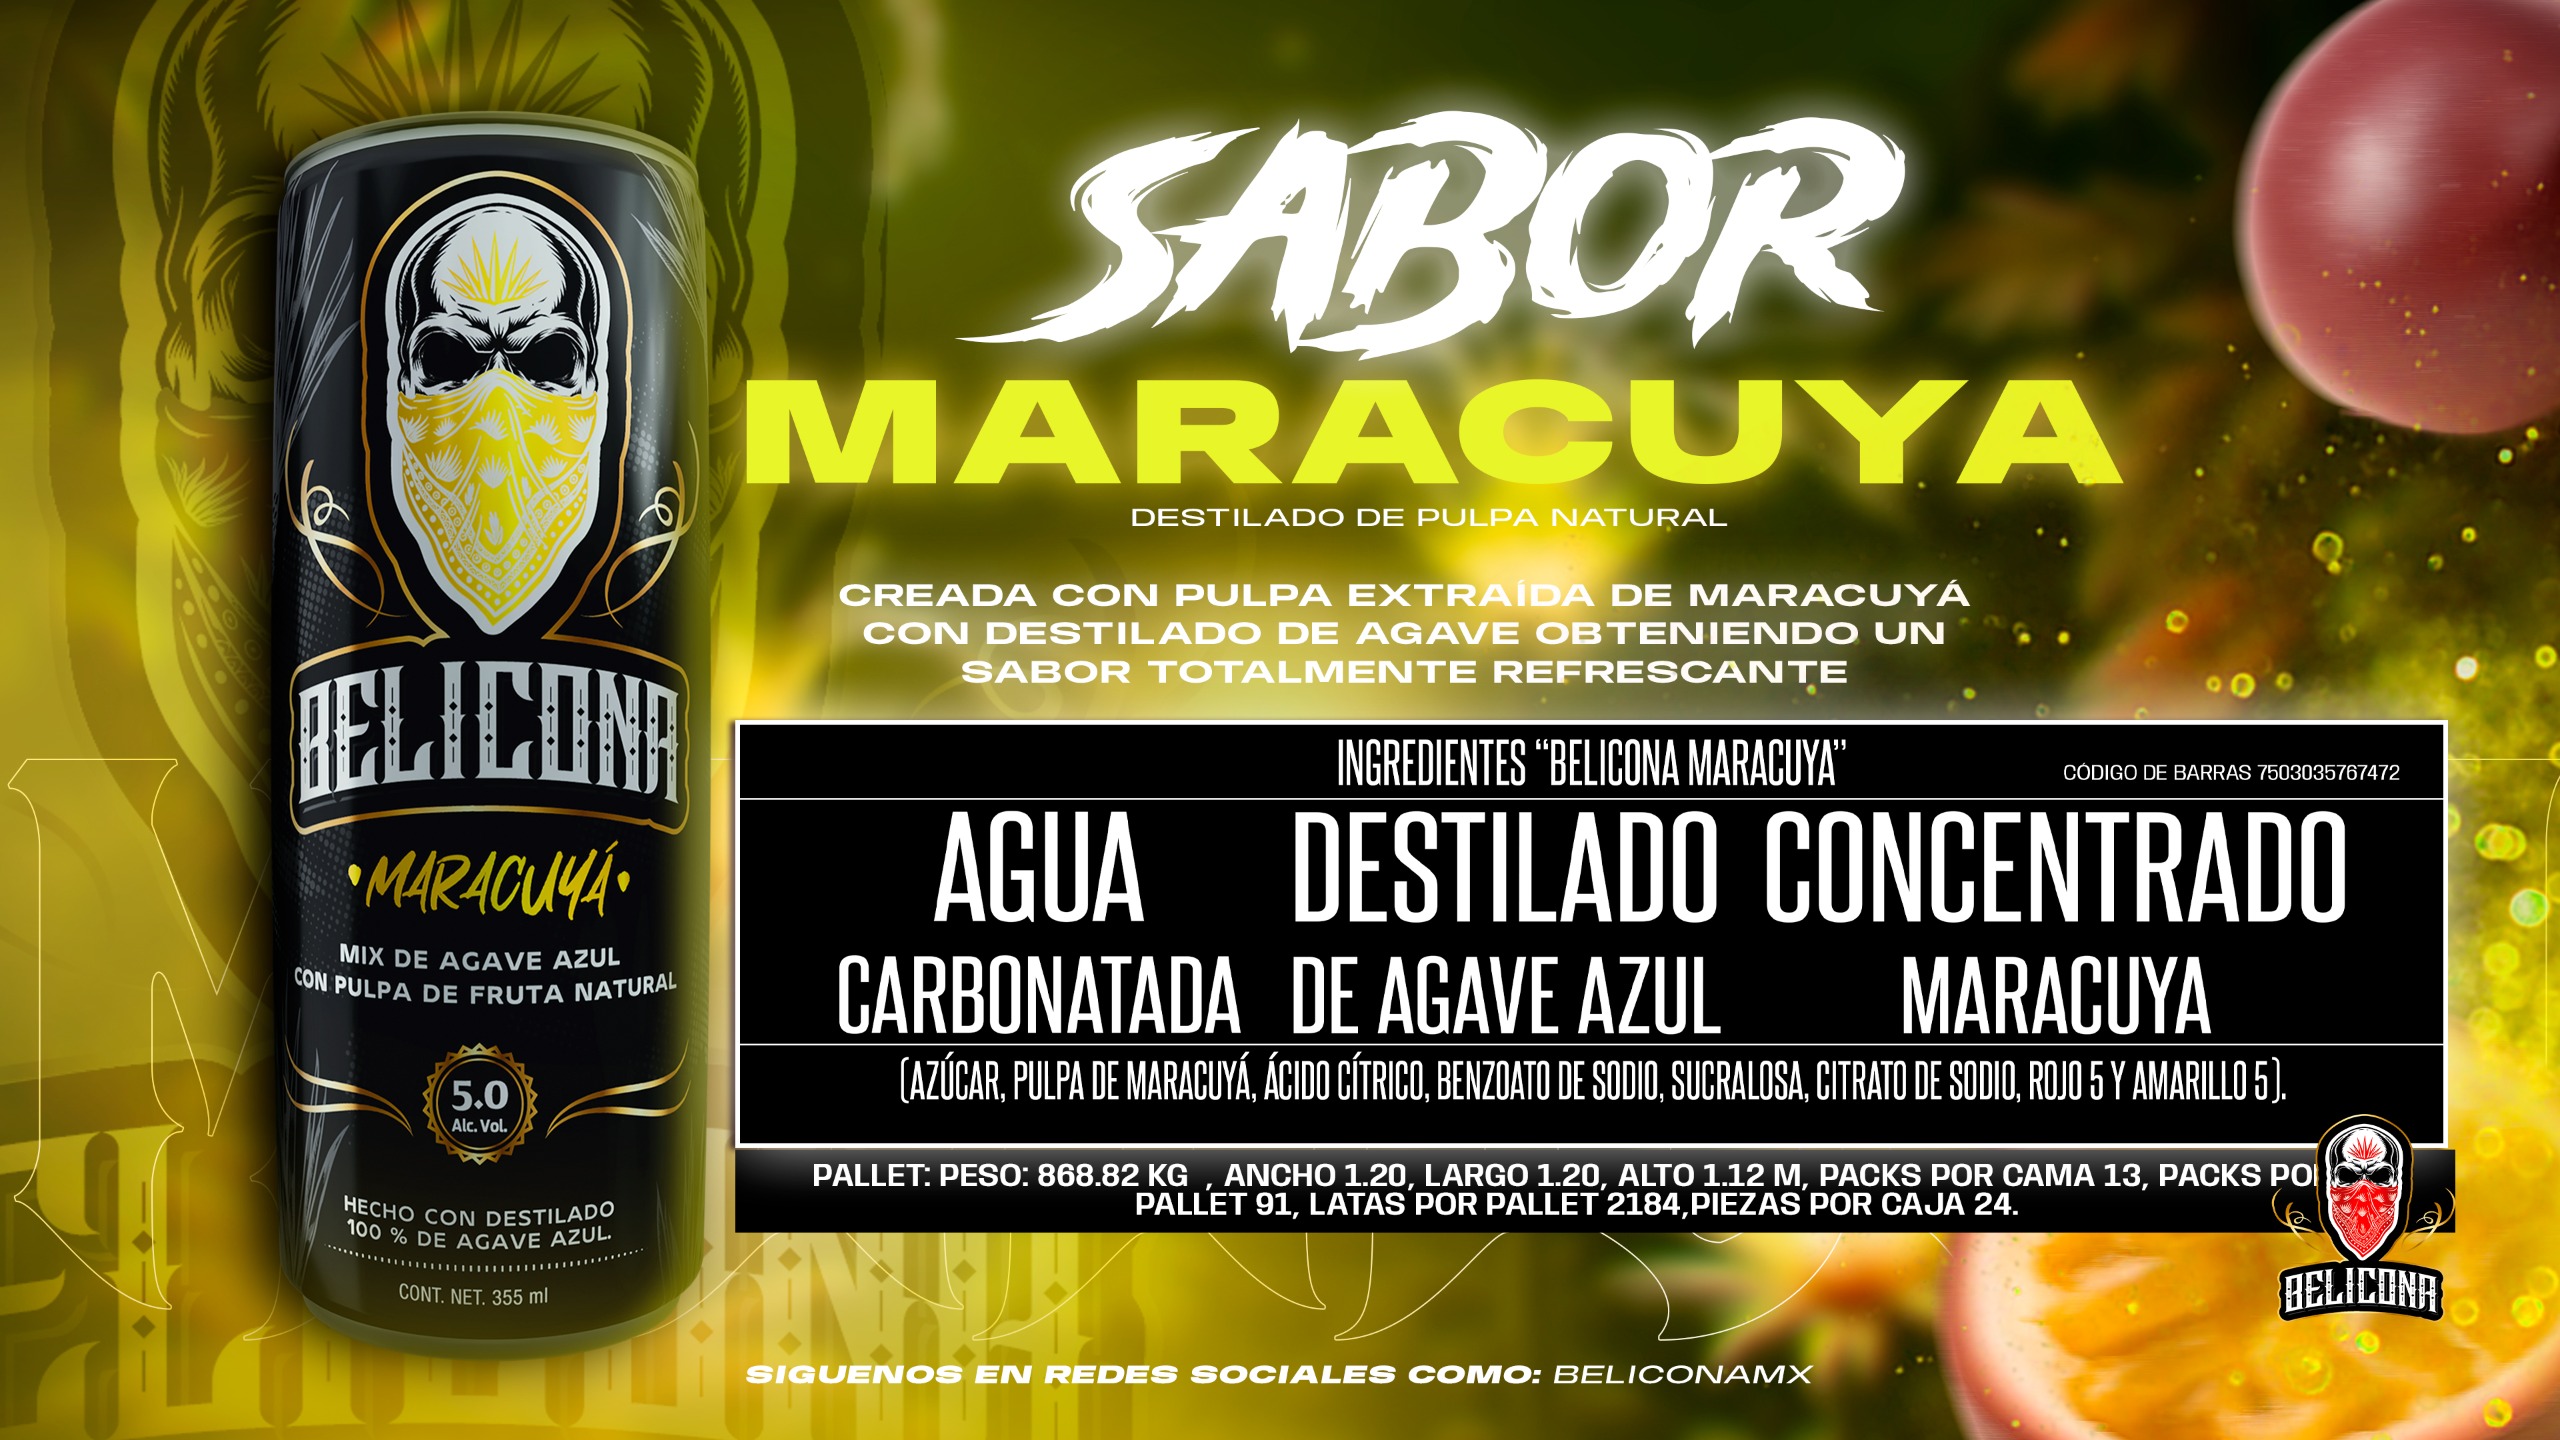 BELICONA
MARACUYÁ
MIX DE AGAVE AZUL
CON PULPA DE FRUTA NATURAL
5.0
Alc. Vol.
HECHO CON DESTILADO
100 % DE AGAVE AZUL.
CONT. NET. 355 ml
SABOR
MARACUYA
DESTILADO DE PULPA NATURAL
CREADA CON PULPA EXTRAÍDA DE MARACUYÁ
CON DESTILADO DE AGAVE OBTENIENDO UN
SABOR TOTALMENTE REFRESCANTE
INGREDIENTES “BELICONA MARACUYA”
CÓDIGO DE BARRAS 7503035767472
AGUA DESTILADO CONCENTRADO
CARBONATADA DE AGAVE AZUL MARACUYA
(AZÚCAR, PULPA DE MARACUYÁ, ÁCIDO CÍTRICO, BENZOATO DE SODIO, SUCRALOSA, CITRATO DE SODIO, ROJO 5 Y AMARILLO 5).
PALLET: PESO: 868.82 KG , ANCHO 1.20, LARGO 1.20, ALTO 1.12 M, PACKS POR CAMA 13, PACKS
PALLET 91, LATAS POR PALLET 2184,PIEZAS POR CAJA 24.
BELICONA
SIGUENOS EN REDES SOCIALES COMO: BELICONAMX